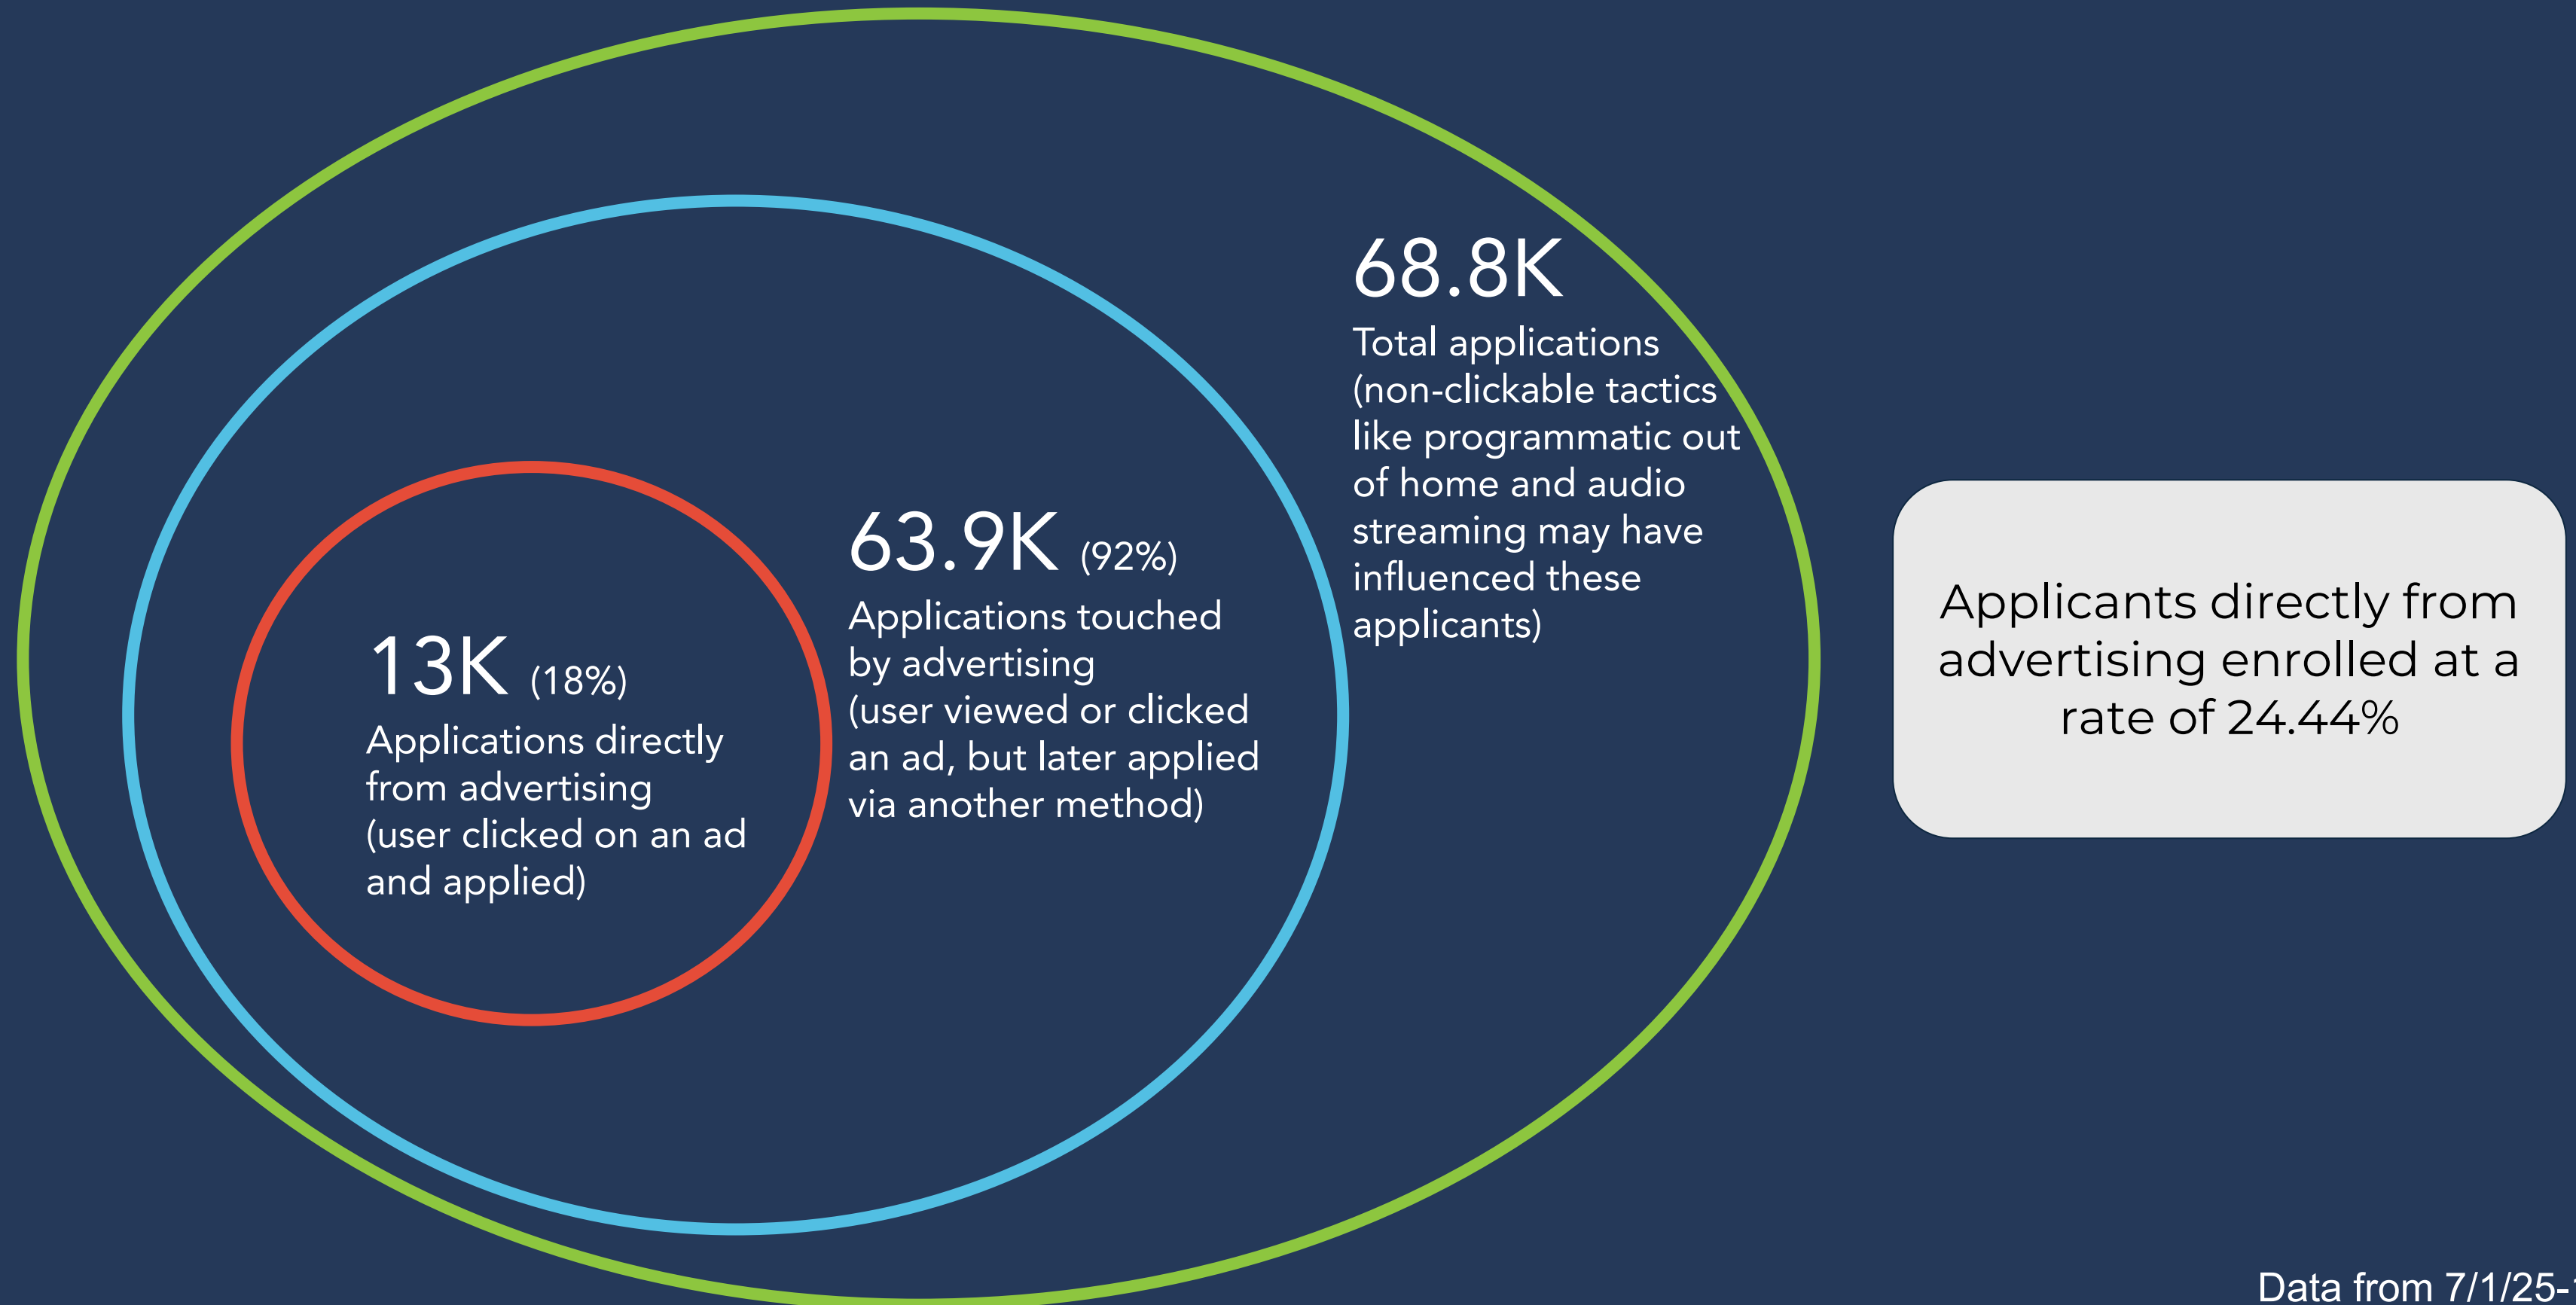 68.8K
Total applications
(non-clickable tactics
like programmatic out
of home and audio
streaming may have
influenced these
applicants)
63.9K (92%)
Applications touched
by advertising
(user viewed or clicked
an ad, but later applied
via another method)
13K (18%)
Applications directly
from advertising
(user clicked on an ad
and applied)
Applicants directly from
advertising enrolled at a
rate of 24.44%
Data from 7/1/25-